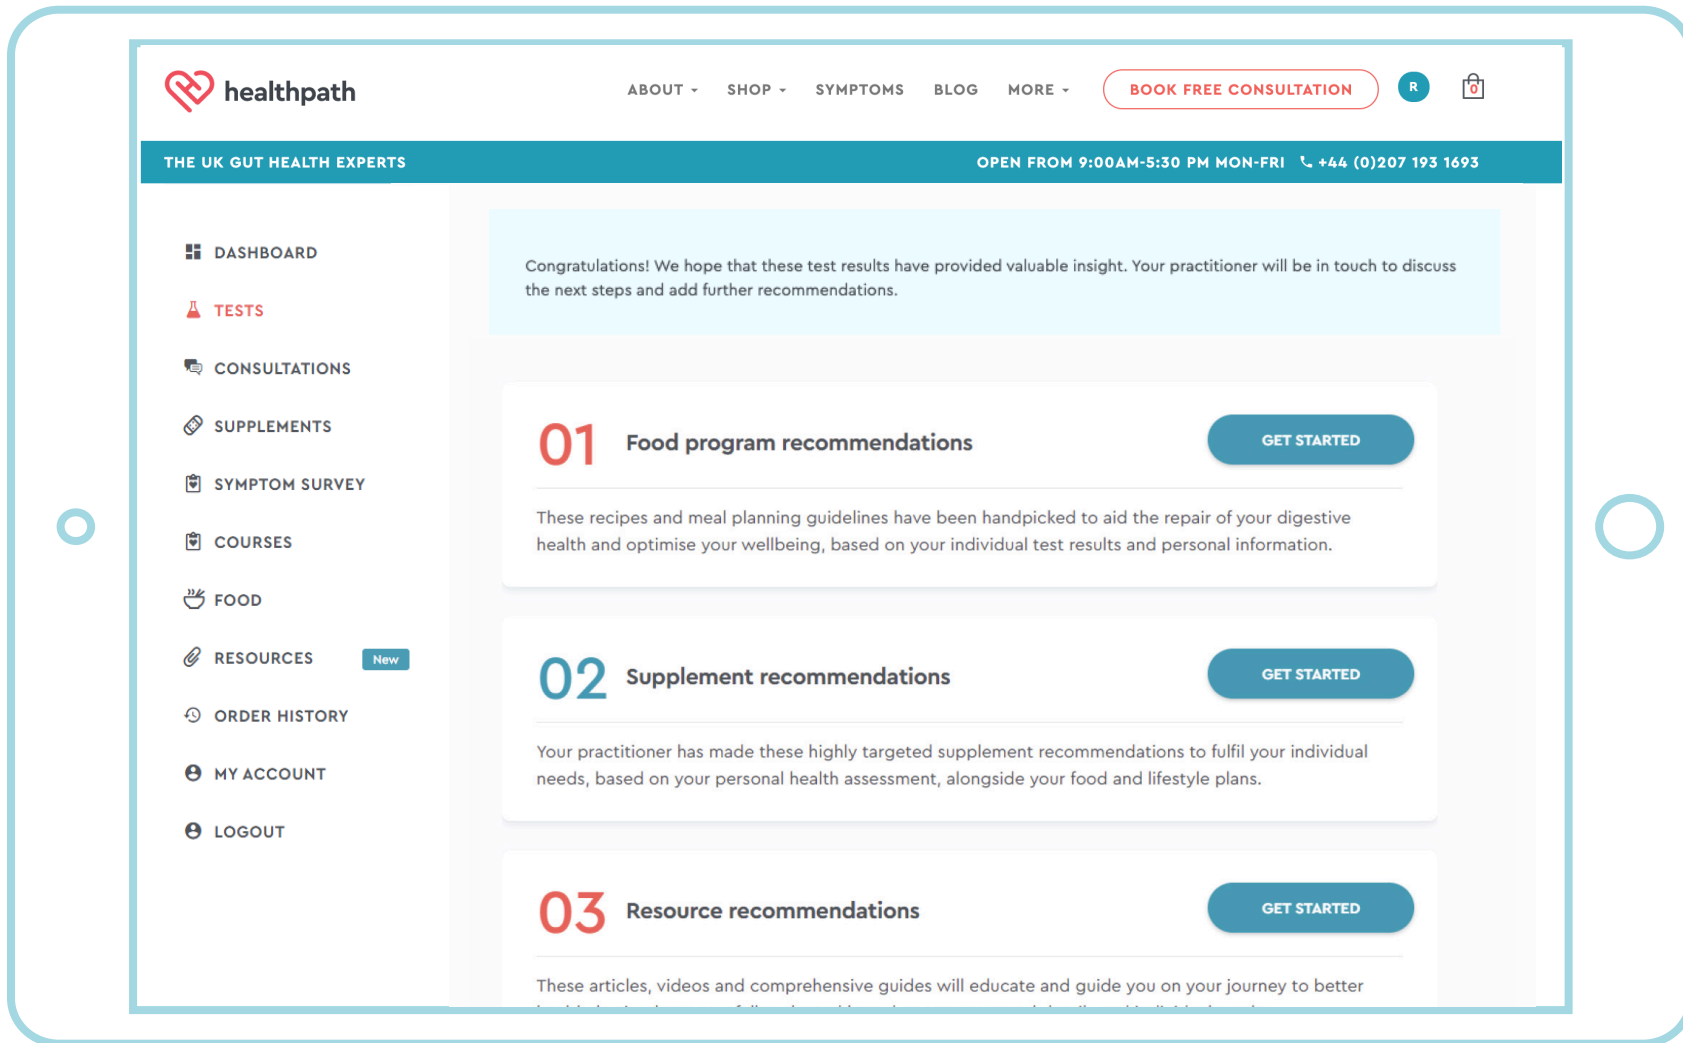 healthpath
ABOUT SHOP SYMPTOMS BLOG MORE BOOK FREE CONSULTATION R 0
THE UK GUT HEALTH EXPERTS OPEN FROM 9:00AM-5:30 PM MON-FRI +44 (0)207 193 1693
DASHBOARD
TESTS
CONSULTATIONS
SUPPLEMENTS
SYMPTOM SURVEY
COURSES
FOOD
RESOURCES New
ORDER HISTORY
MY ACCOUNT
LOGOUT
Congratulations! We hope that these test results have provided valuable insight. Your practitioner will be in touch to discuss
the next steps and add further recommendations.
01 Food program recommendations GET STARTED
These recipes and meal planning guidelines have been handpicked to aid the repair of your digestive
health and optimise your wellbeing, based on your individual test results and personal information.
02 Supplement recommendations GET STARTED
Your practitioner has made these highly targeted supplement recommendations to fulfil your individual
needs, based on your personal health assessment, alongside your food and lifestyle plans.
03 Resource recommendations GET STARTED
These articles, videos and comprehensive guides will educate and guide you on your journey to better